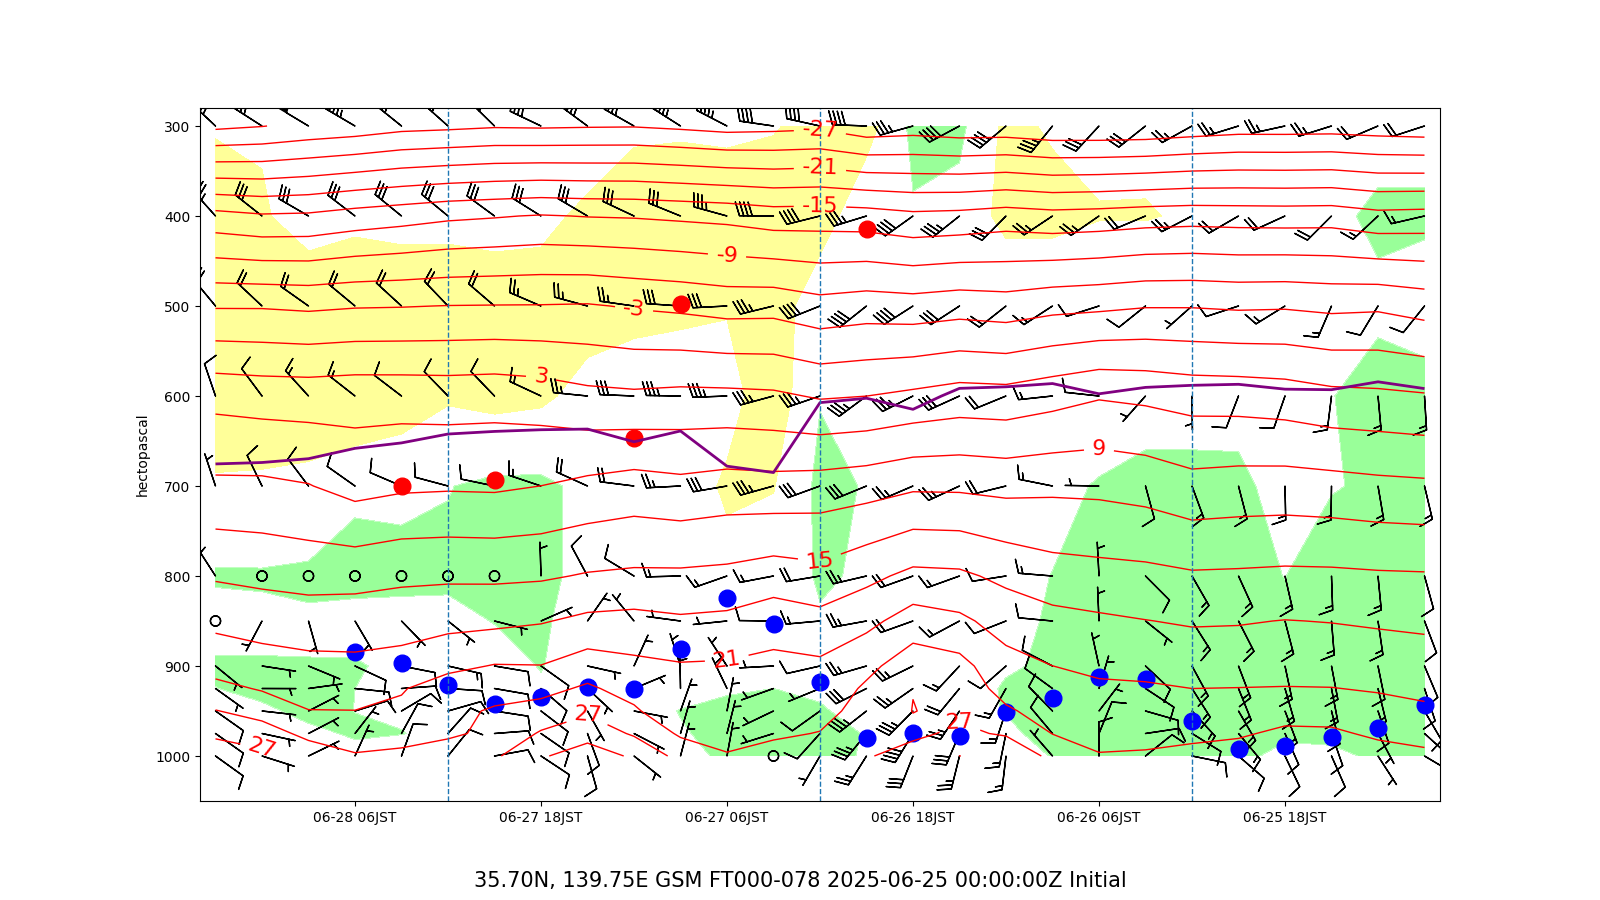 300
400
500
600
700
800
900
1000
hectopascal
-27
-21
-15
-9
-3
3
9
15
21
27
27
27
06-28 06JST
06-27 18JST
06-27 06JST
06-26 18JST
06-26 06JST
06-25 18JST
35.70N, 139.75E GSM FT000-078 2025-06-25 00:00:00Z Initial